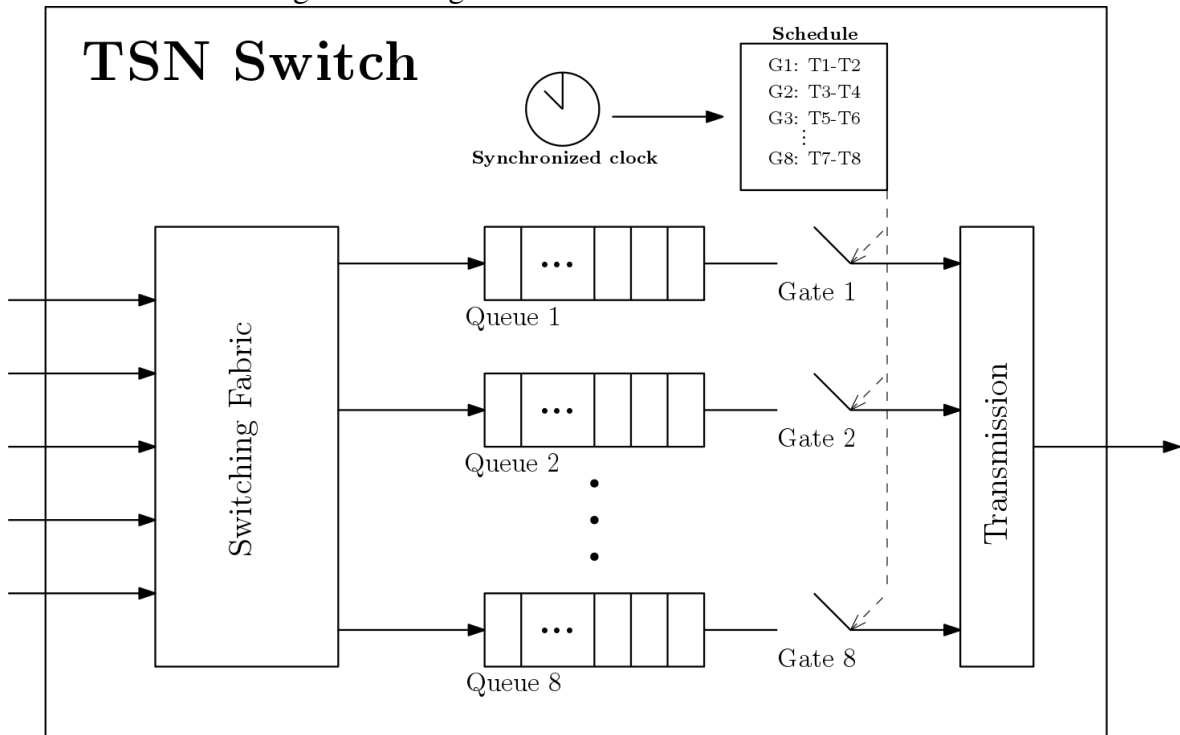 TSN Switch
Schedule
G1: T1-T2
G2: T3-T4
G3: T5-T6
G8: T7-T8
Synchronized clock
Switching Fabric
Queue 1
Gate 1
Queue 2
Gate 2
Queue 8
Gate 8
Transmission